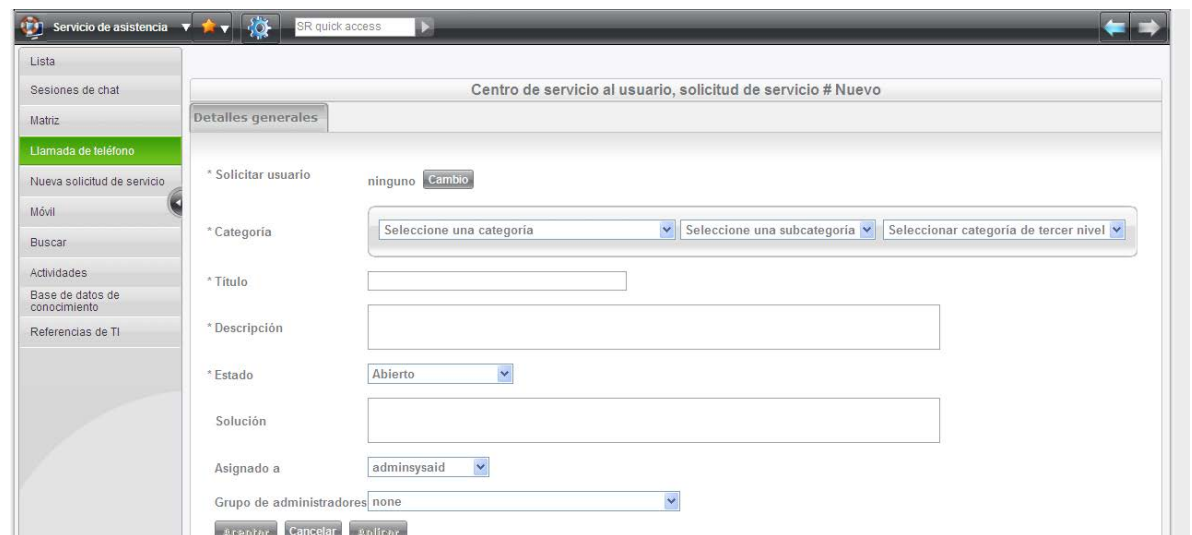 Servicio de asistencia
SR quick access
Lista
Sesiones de chat
Matriz
Llamada de teléfono
Nueva solicitud de servicio
Móvil
Buscar
Actividades
Base de datos de
conocimiento
Referencias de TI
Centro de servicio al usuario, solicitud de servicio # Nuevo
Detalles generales
* Solicitar usuario ninguno Cambio
* Categoría Seleccione una categoría Seleccione una subcategoría Seleccionar categoría de tercer nivel
* Título
* Descripción
* Estado Abierto
Solución
Asignado a adminsysaid
Grupo de administradores none
Aceptar Cancelar Aplicar